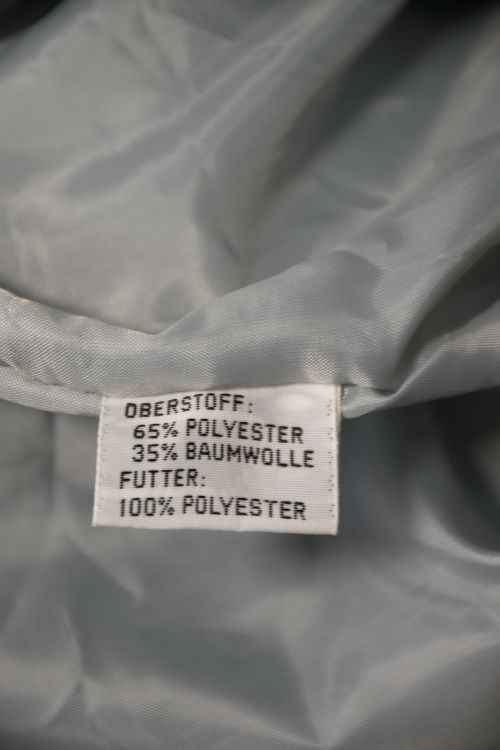 OBERSTOFF:
65% POLYESTER
35% BAUMWOLLE
FUTTER:
100% POLYESTER